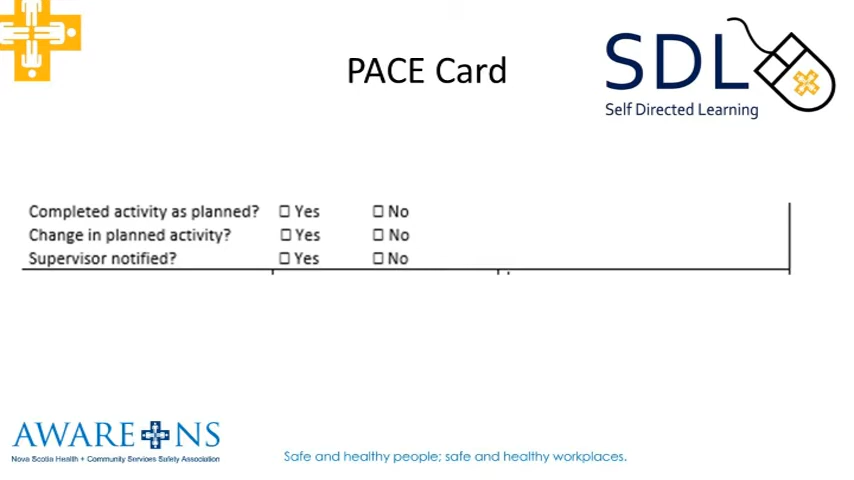 PACE Card
SDL
Self Directed Learning
Completed activity as planned? ☐ Yes ☐ No
Change in planned activity? ☐ Yes ☐ No
Supervisor notified? ☐ Yes ☐ No
AWARE NS
Nova Scotia Health + Community Services Safety Association
Safe and healthy people; safe and healthy workplaces.